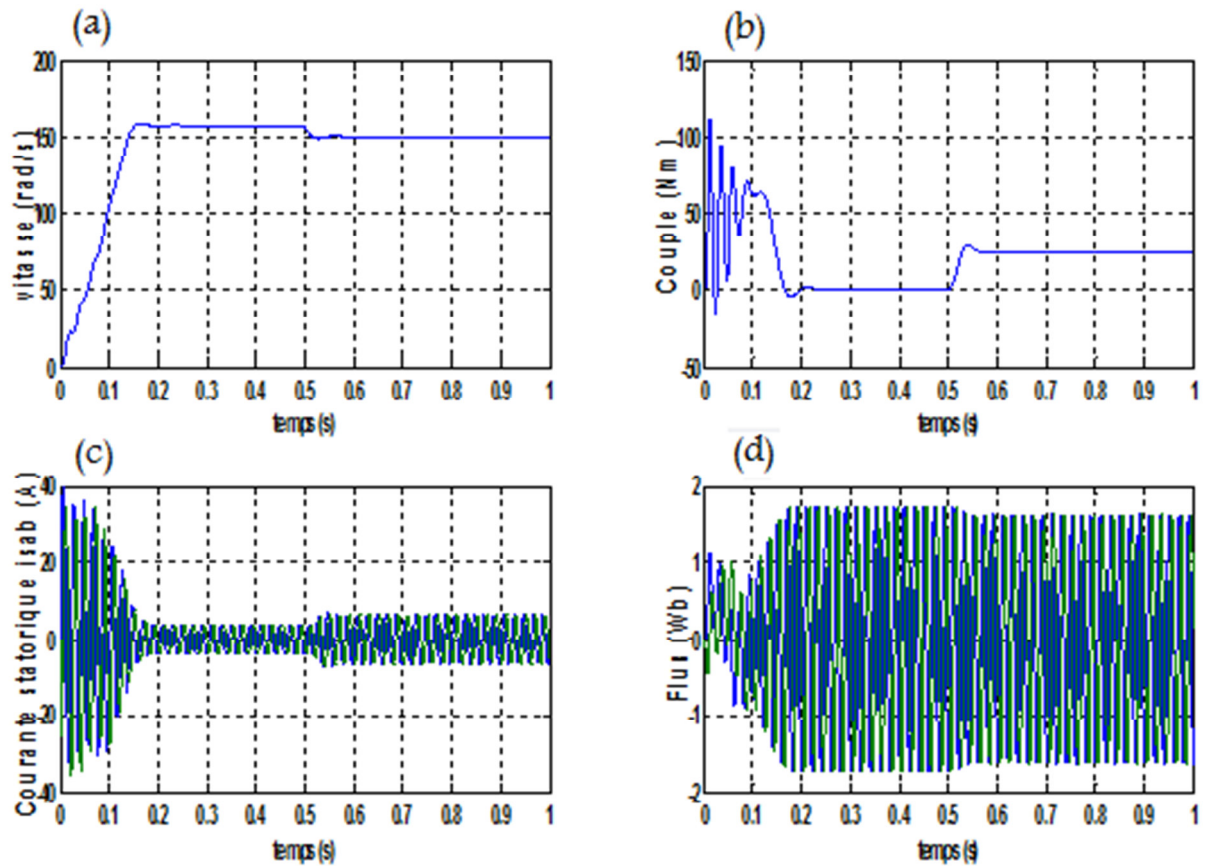 (a)
200
150
100
50
0
vitasse (rad/s)
0 0.1 0.2 0.3 0.4 0.5 0.6 0.7 0.8 0.9 1
temps (s)
(b)
150
100
50
0
-50
Couple (Nm)
0 0.1 0.2 0.3 0.4 0.5 0.6 0.7 0.8 0.9 1
temps (s)
(c)
40
20
0
-20
-40
Courante statorique isab (A)
0 0.1 0.2 0.3 0.4 0.5 0.6 0.7 0.8 0.9 1
temps (s)
(d)
2
1
-0
-1
-2
Flux (Wb)
0 0.1 0.2 0.3 0.4 0.5 0.6 0.7 0.8 0.9 1
temps (s)